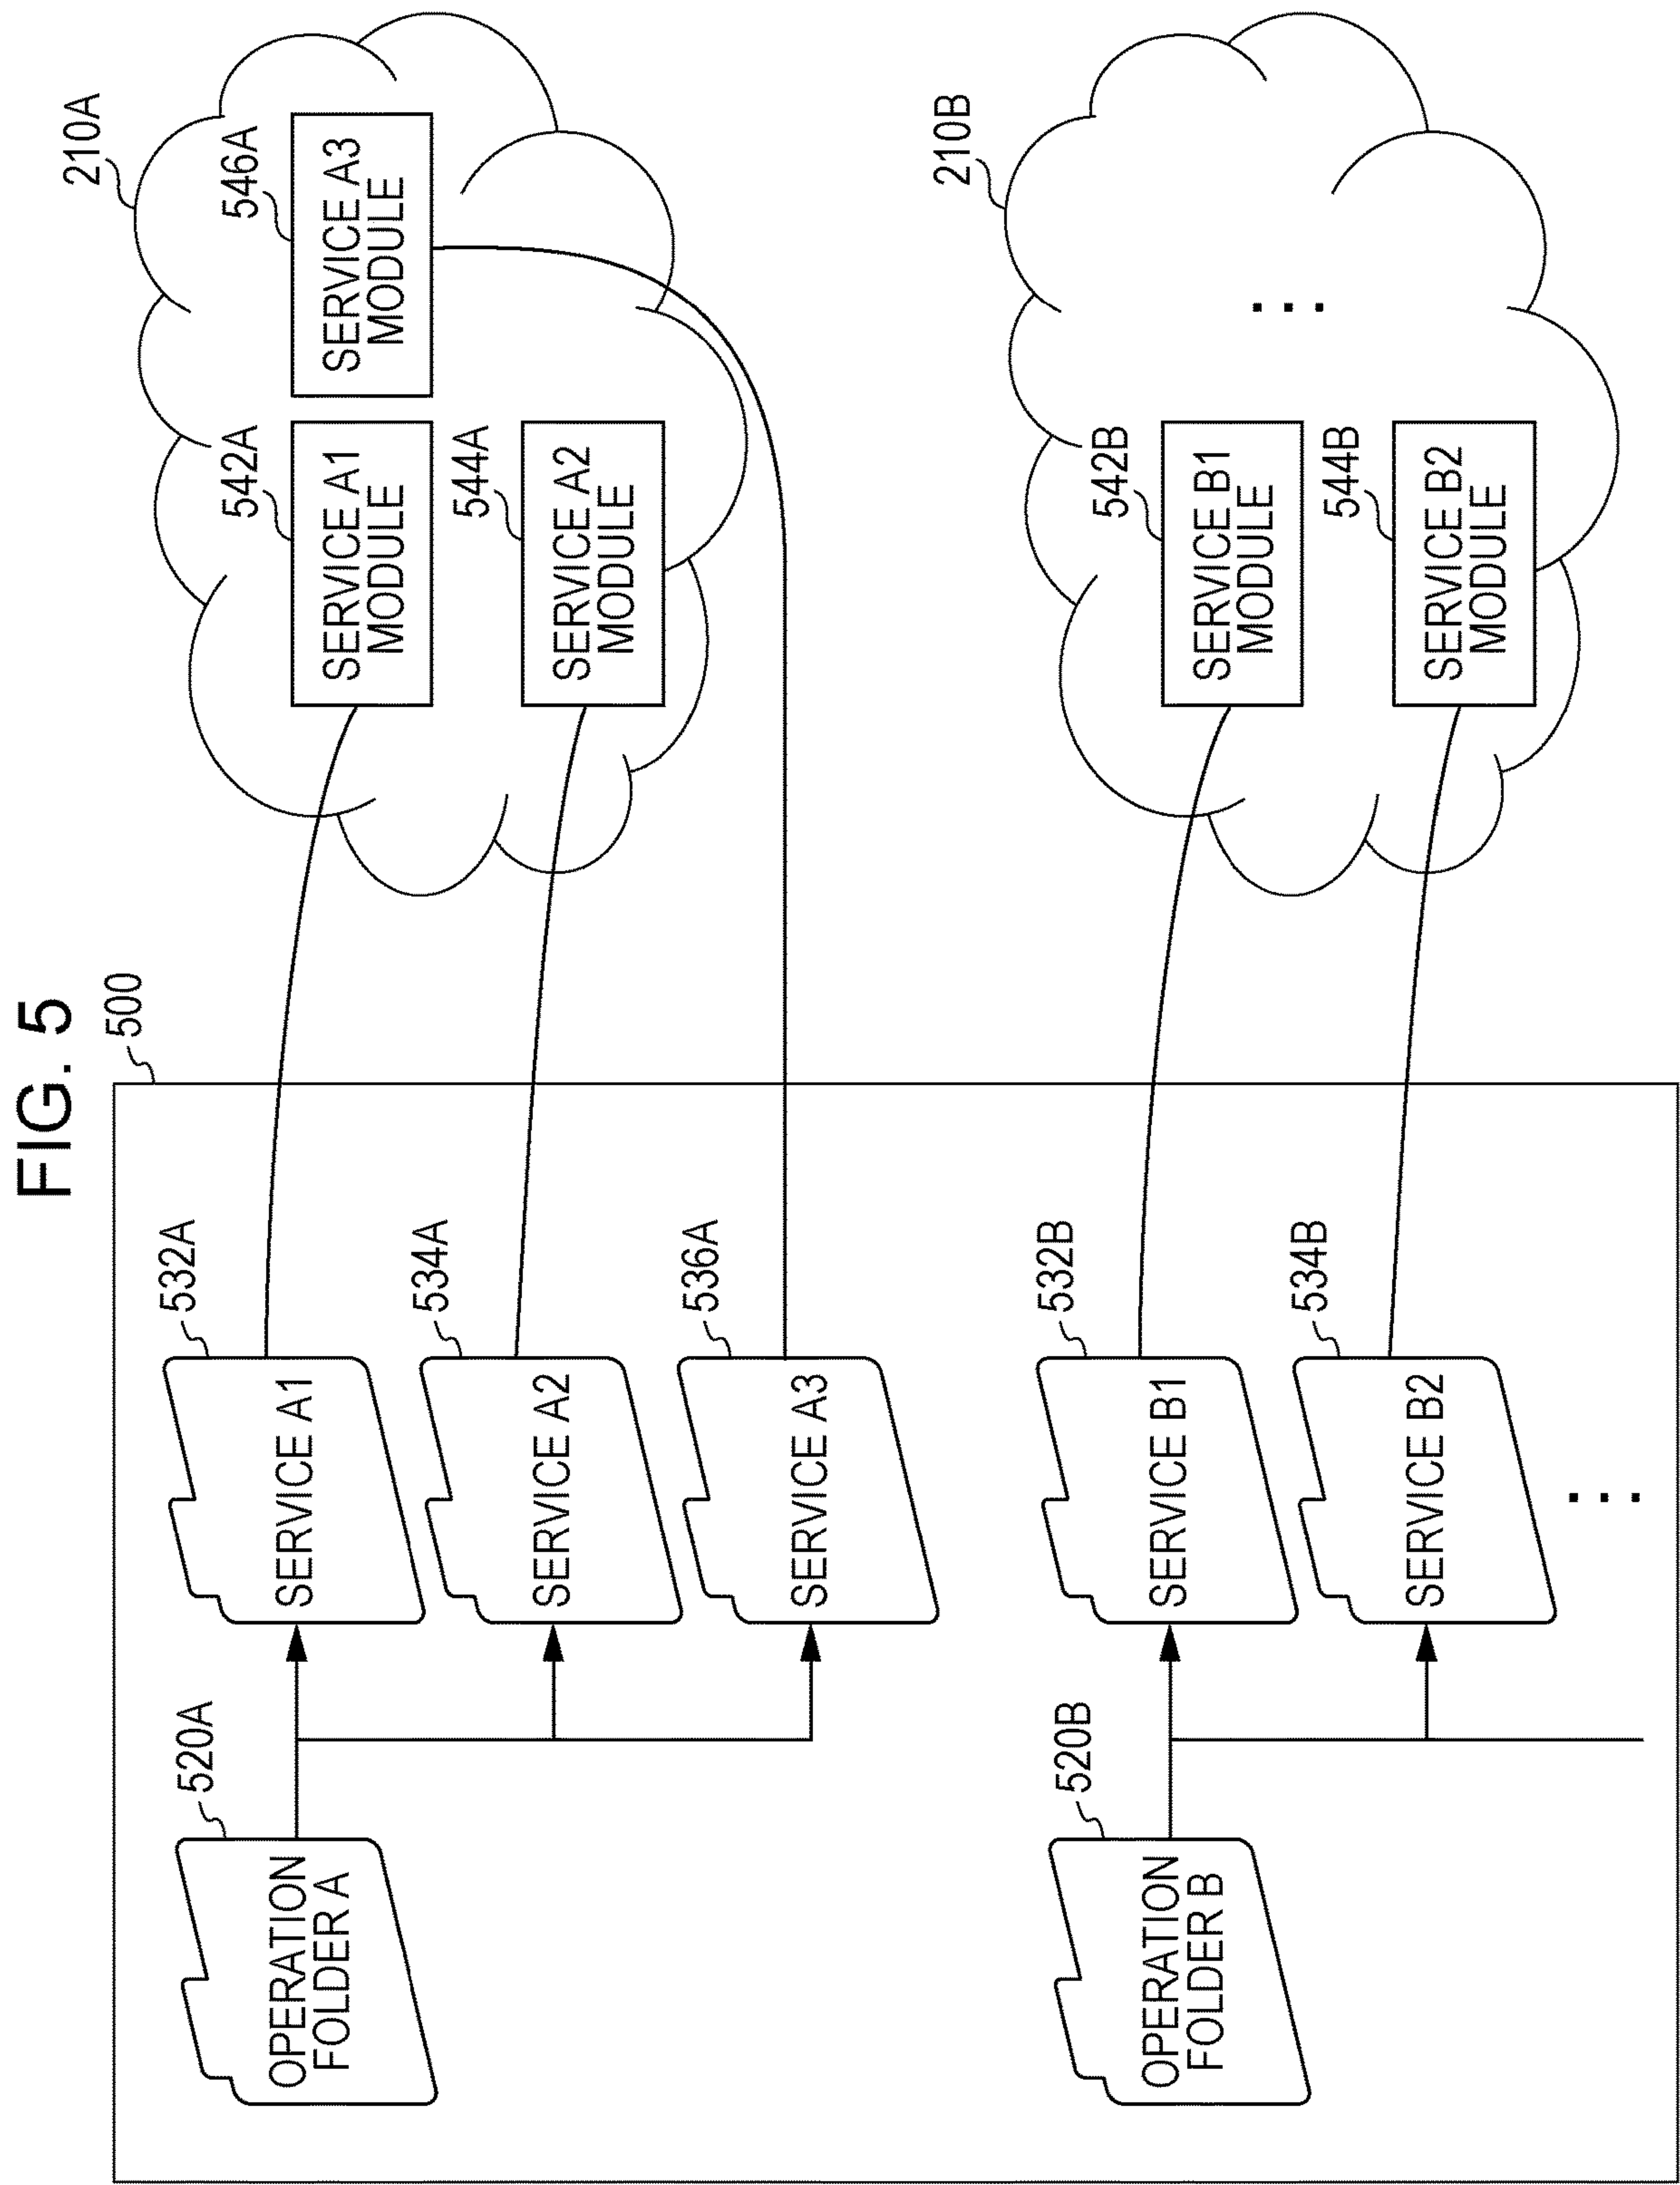 FIG. 5
500
520A
OPERATION
FOLDER A
532A
SERVICE A1
534A
SERVICE A2
536A
SERVICE A3
210A
542A
SERVICE A1
MODULE
546A
SERVICE A3
MODULE
544A
SERVICE A2
MODULE
520B
OPERATION
FOLDER B
532B
SERVICE B1
534B
SERVICE B2
...
210B
542B
SERVICE B1
MODULE
...
544B
SERVICE B2
MODULE